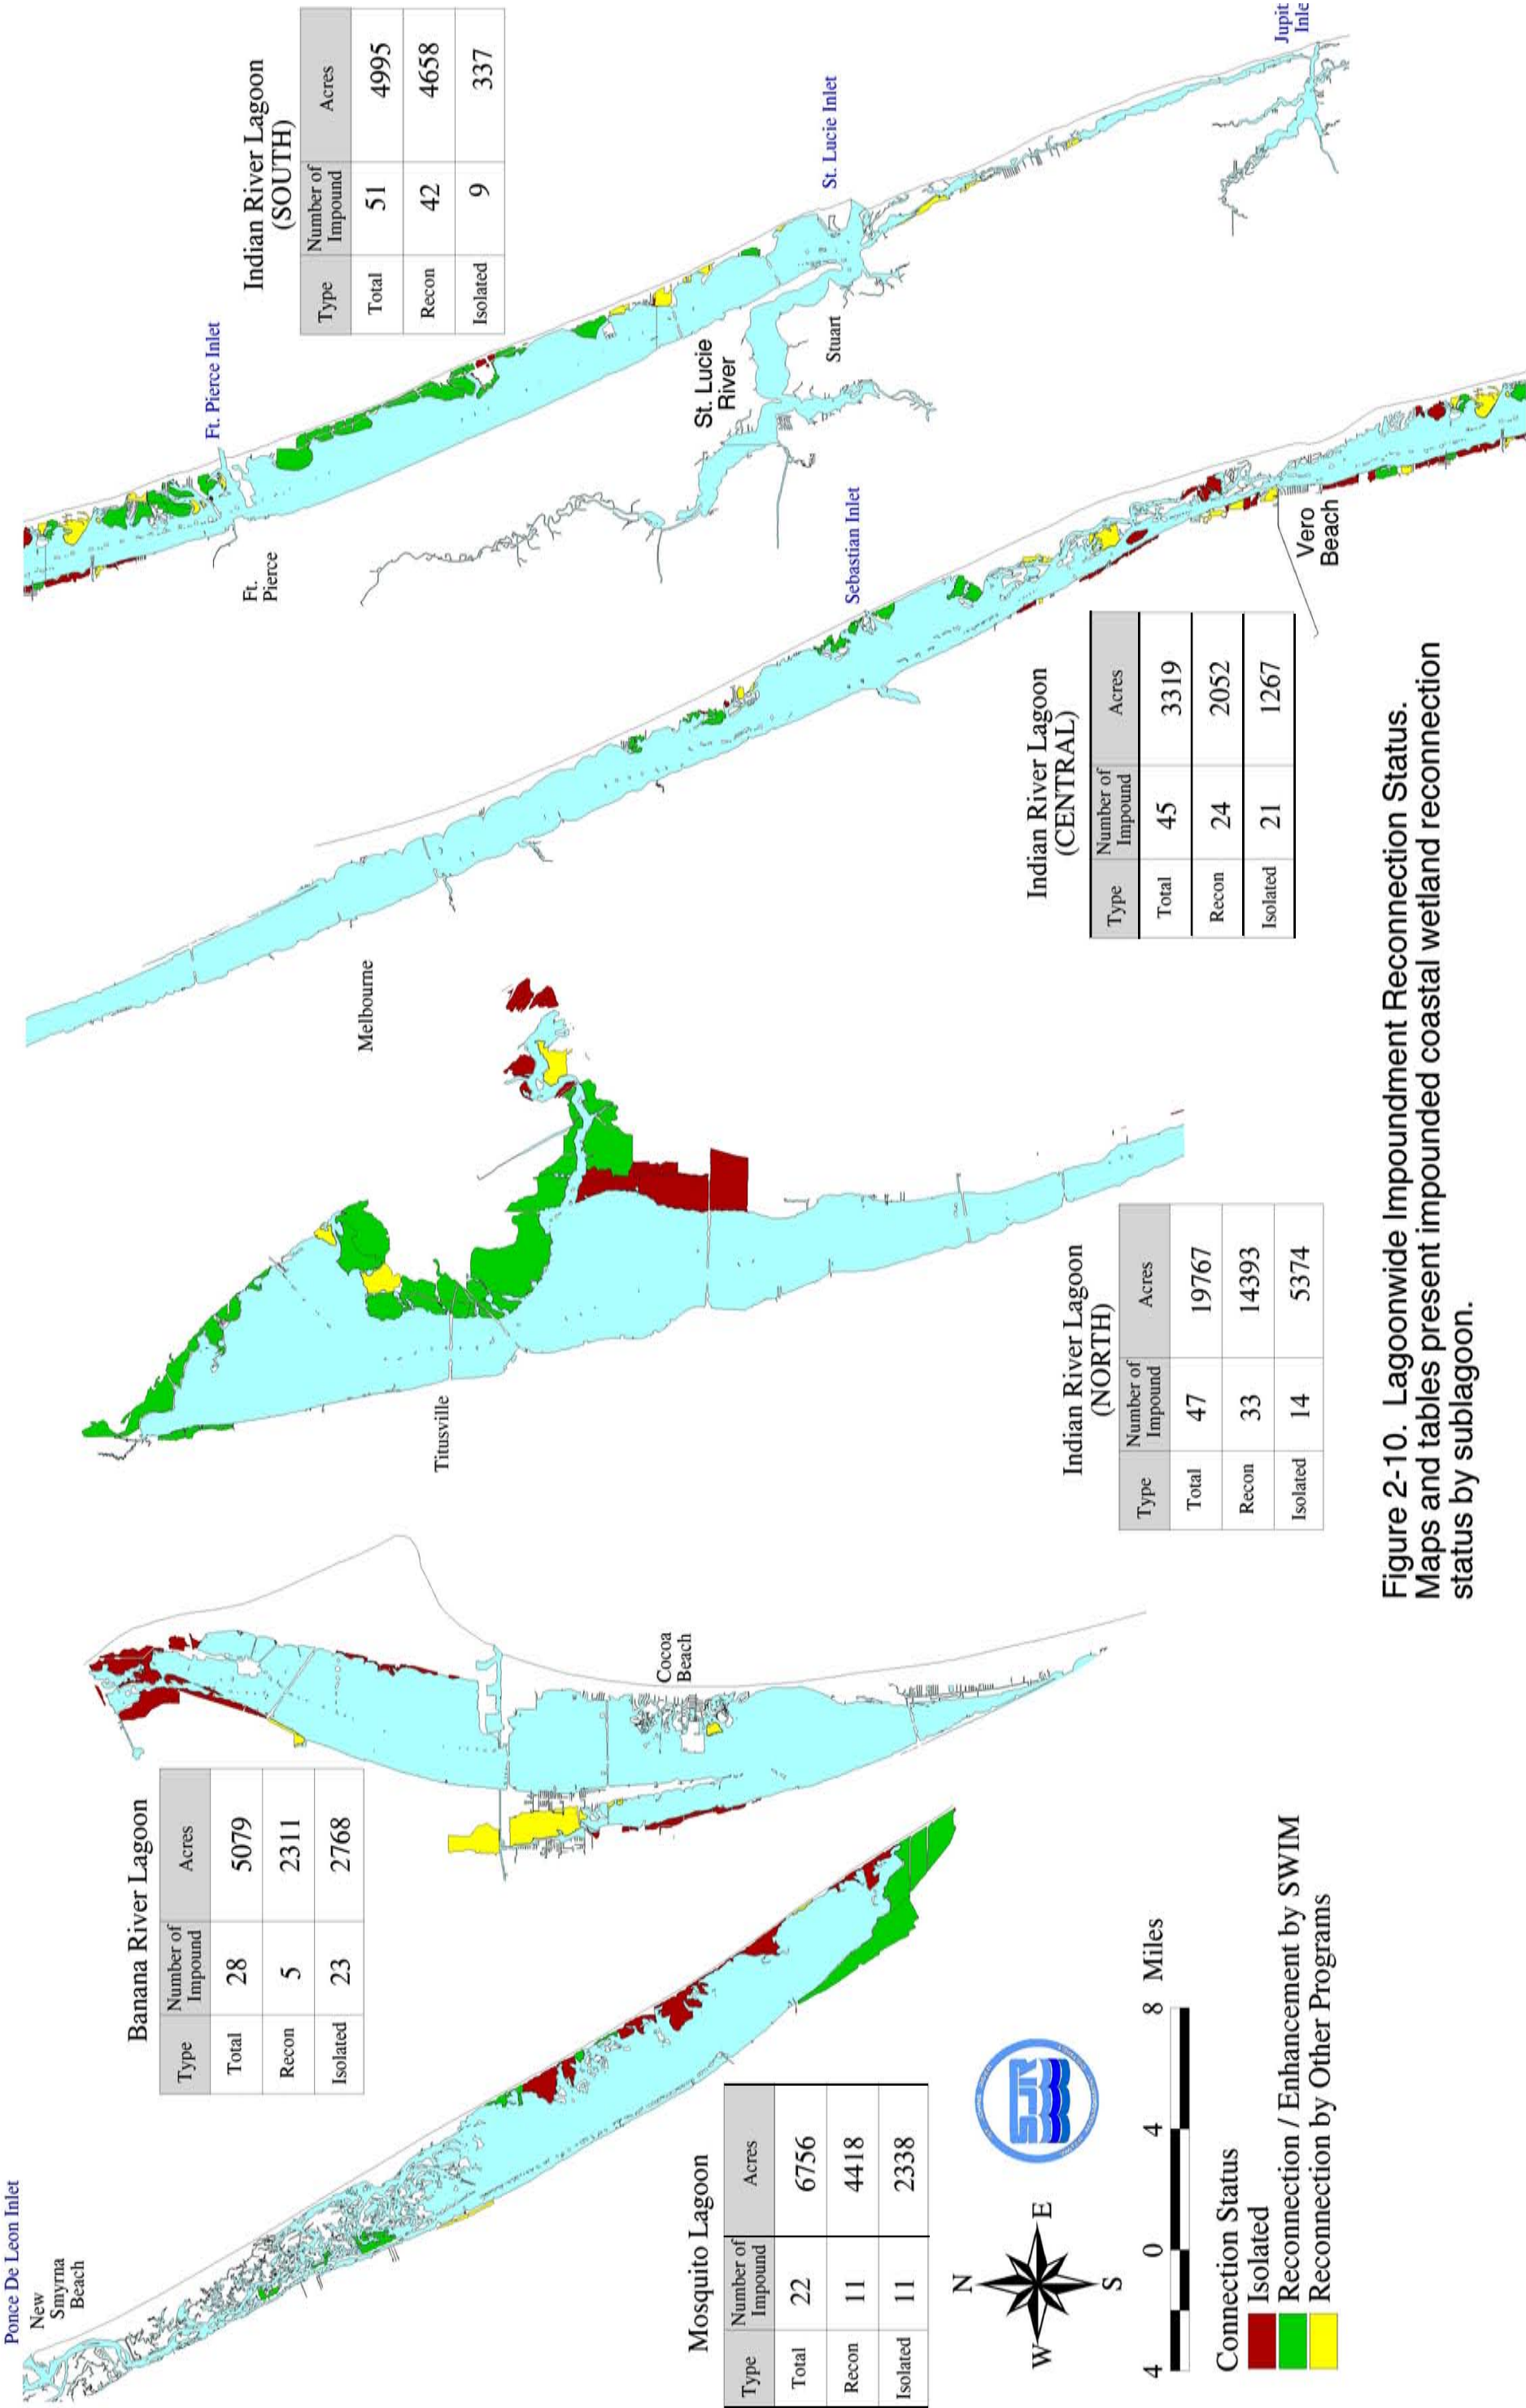 Ponce De Leon Inlet
New
Smyrna
Beach
Banana River Lagoon
Type Number of Impound Acres
Total 28 5079
Recon 5 2311
Isolated 23 2768
Cocoa
Beach
Mosquito Lagoon
Type Number of Impound Acres
Total 22 6756
Recon 11 4418
Isolated 11 2338
N
W E
S
SJR
4 0 4 8 Miles
Connection Status
Isolated
Reconnection / Enhancement by SWIM
Reconnection by Other Programs
Titusville
Indian River Lagoon
(NORTH)
Type Number of Impound Acres
Total 47 19767
Recon 33 14393
Isolated 14 5374
Melbourne
Sebastian Inlet
Indian River Lagoon
(CENTRAL)
Type Number of Impound Acres
Total 45 3319
Recon 24 2052
Isolated 21 1267
Vero
Beach
Indian River Lagoon
(SOUTH)
Type Number of Impound Acres
Total 51 4995
Recon 42 4658
Isolated 9 337
Ft. Pierce Inlet
Ft.
Pierce
St. Lucie
River
Stuart
St. Lucie Inlet
Jupit
Inle
Figure 2-10. Lagoonwide Impoundment Reconnection Status.
Maps and tables present impounded coastal wetland reconnection
status by sublagoon.